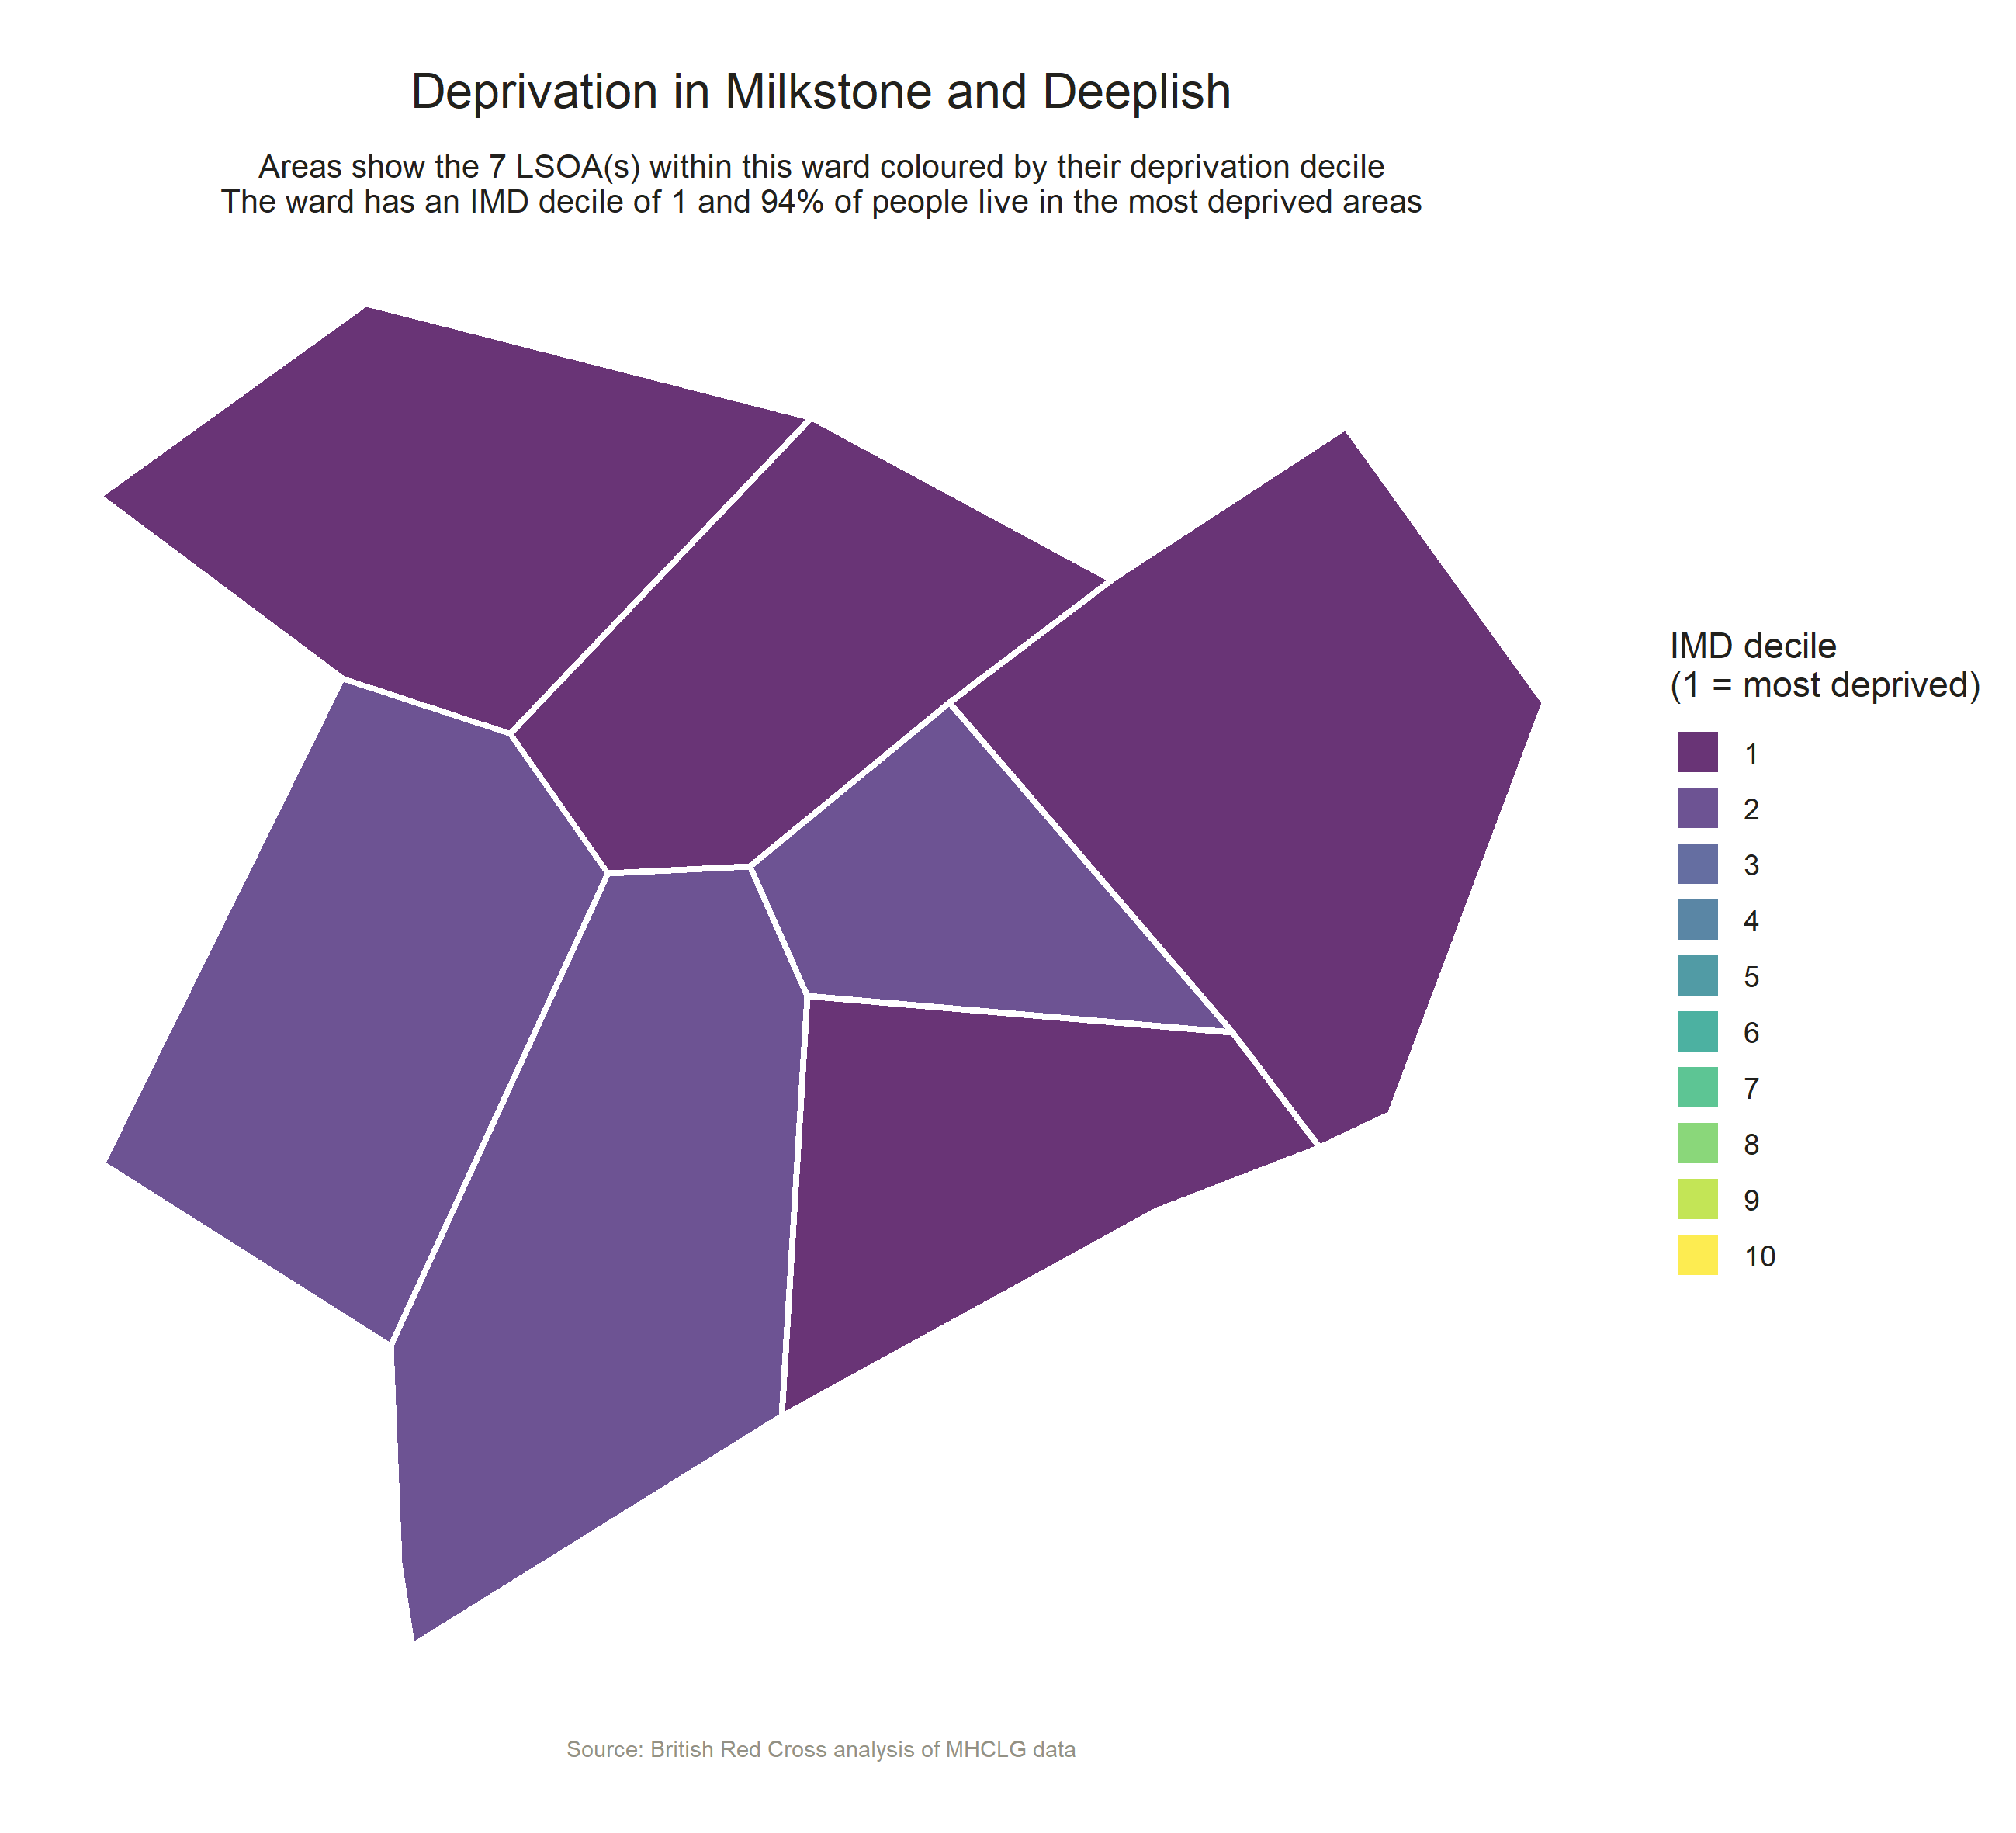 Deprivation in Milkstone and Deeplish
Areas show the 7 LSOA(s) within this ward coloured by their deprivation decile
The ward has an IMD decile of 1 and 94% of people live in the most deprived areas
IMD decile
(1 = most deprived)
1
2
3
4
5
6
7
8
9
10
Source: British Red Cross analysis of MHCLG data